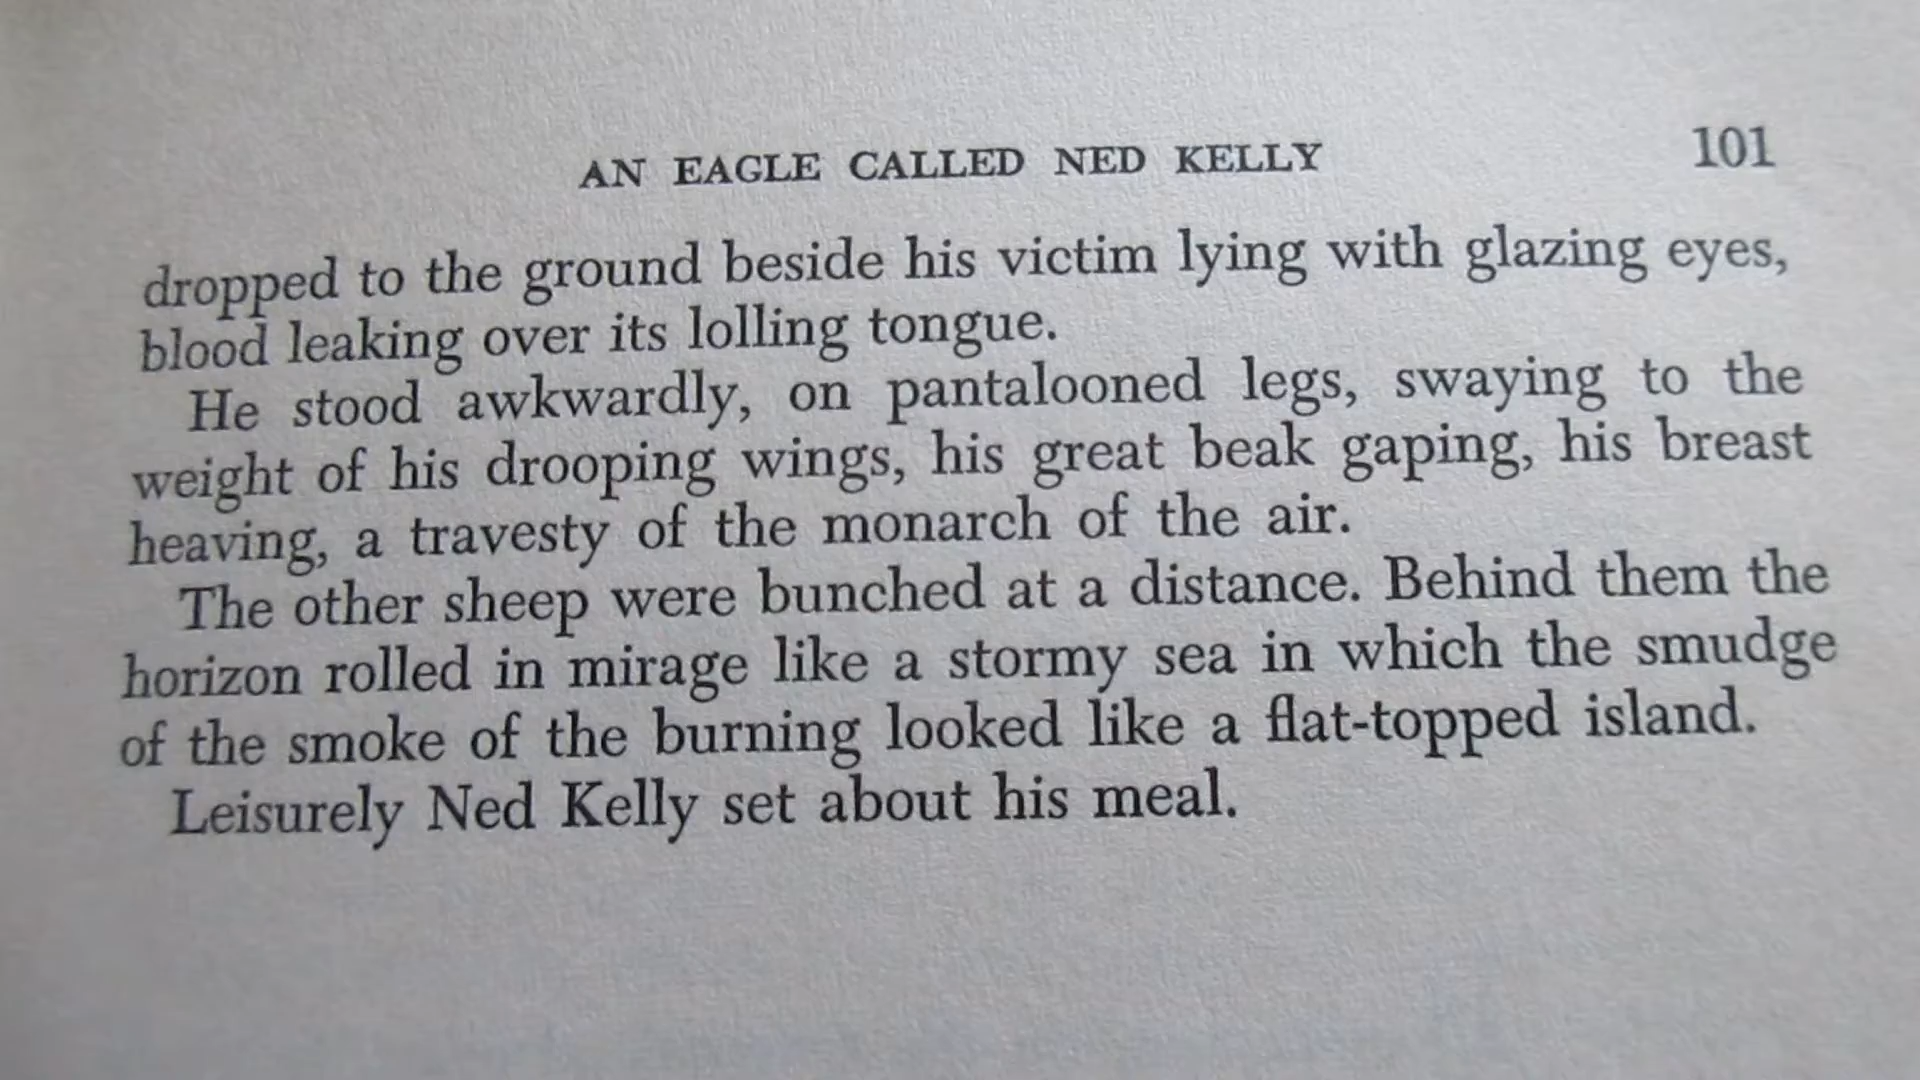 AN EAGLE CALLED NED KELLY 101
dropped to the ground beside his victim lying with glazing eyes,
blood leaking over its lolling tongue.
He stood awkwardly, on pantalooned legs, swaying to the
weight of his drooping wings, his great beak gaping, his breast
heaving, a travesty of the monarch of the air.
The other sheep were bunched at a distance. Behind them the
horizon rolled in mirage like a stormy sea in which the smudge
of the smoke of the burning looked like a flat-topped island.
Leisurely Ned Kelly set about his meal.